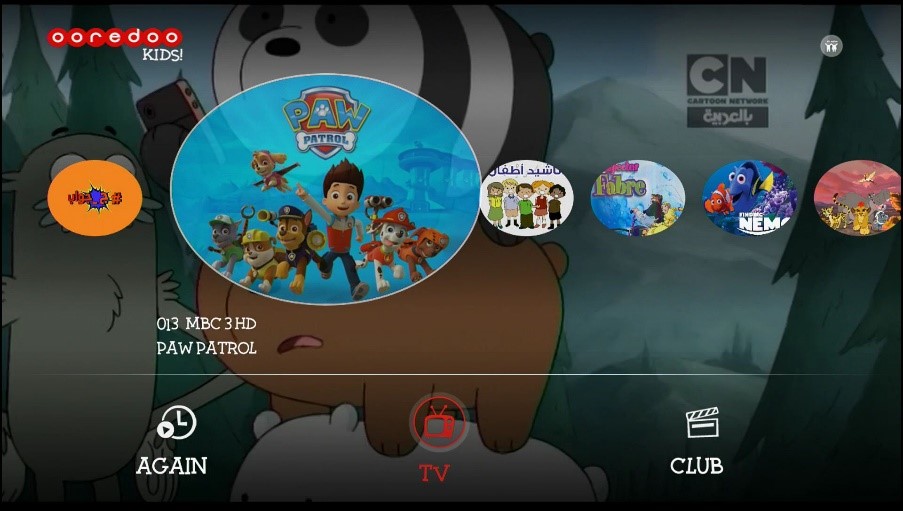 ooredoo
KIDS!
CN
CARTOON NETWORK
بالعربية
PAW
PATROL
أناشيد أطفال
Fabre
FINDING
NEMO
013 MBC 3 HD
PAW PATROL
AGAIN
TV
CLUB